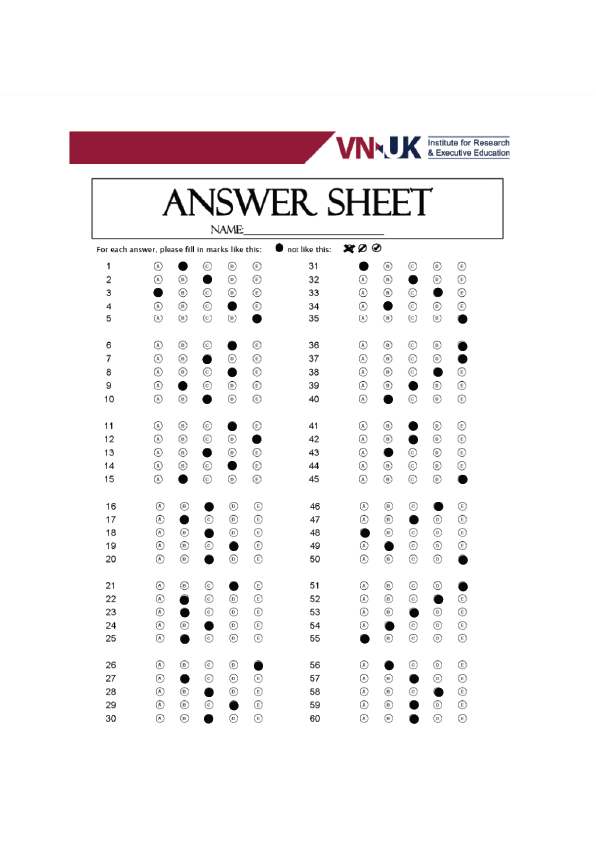 VN UK Institute for Research
& Executive Education
ANSWER SHEET
NAME:
For each answer, please fill in marks like this: not like this:
1 A C D E 31 B C D E
2 A B D E 32 A B D E
3 B C D E 33 A B C E
4 A B C E 34 A C D E
5 A B C D 35 A B C D
6 A B C E 36 A B C D
7 A B D E 37 A B C D
8 A B C E 38 A B C E
9 A C D E 39 A B D E
10 A B D E 40 A C D E
11 A B C E 41 A B D E
12 A B C D 42 A B D E
13 A B D E 43 A C D E
14 A B C E 44 A B C D E
15 A C D E 45 A B C D
16 A B D E 46 A B C E
17 A C D E 47 A B D E
18 A B D E 48 B C D E
19 A B C E 49 A C D E
20 A B D E 50 A B C D
21 A B C E 51 A B C D
22 A C D E 52 A B C E
23 A C D E 53 A B D E
24 A B D E 54 A C D E
25 A C D E 55 B C D E
26 A B C D 56 A C D E
27 A C D E 57 A B D E
28 A B D E 58 A B C E
29 A B C E 59 A B D E
30 A B D E 60 A B D E